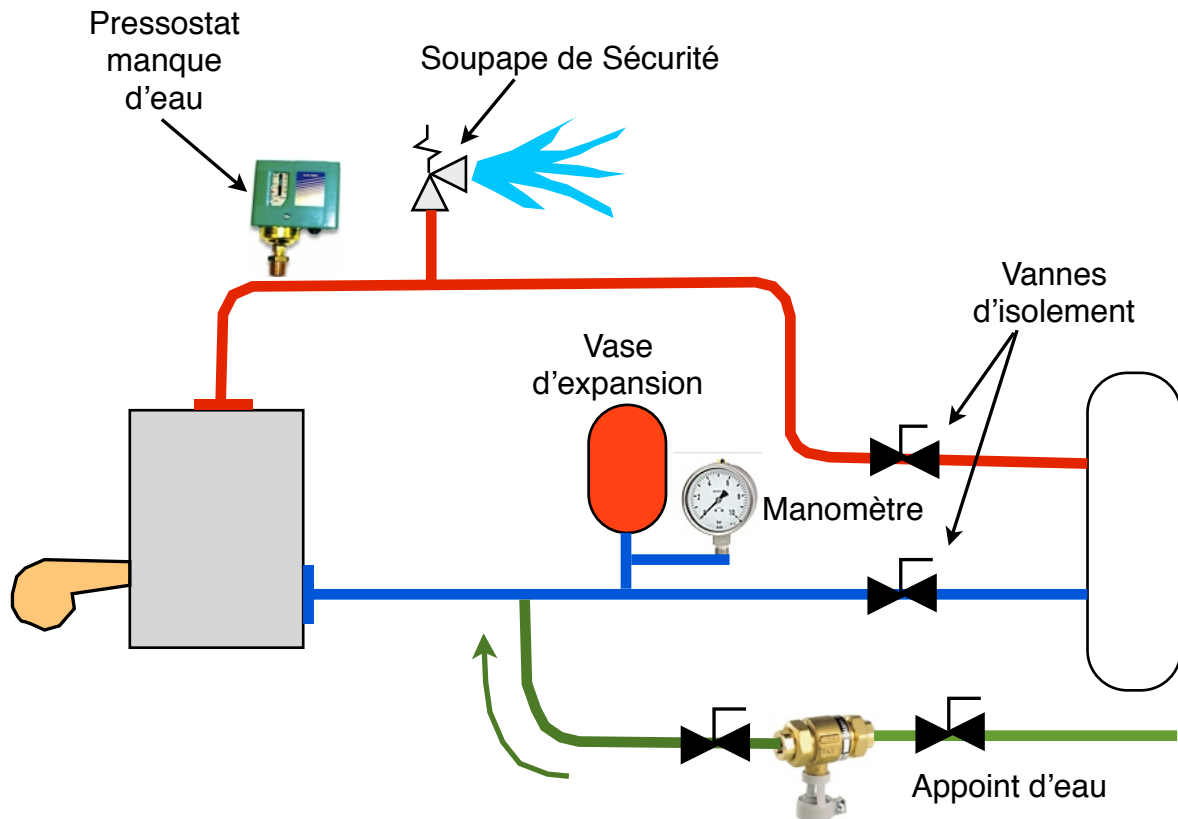 Pressostat
manque
d'eau
Soupape de Sécurité
Vannes
d'isolement
Vase
d'expansion
Manomètre
Appoint d'eau